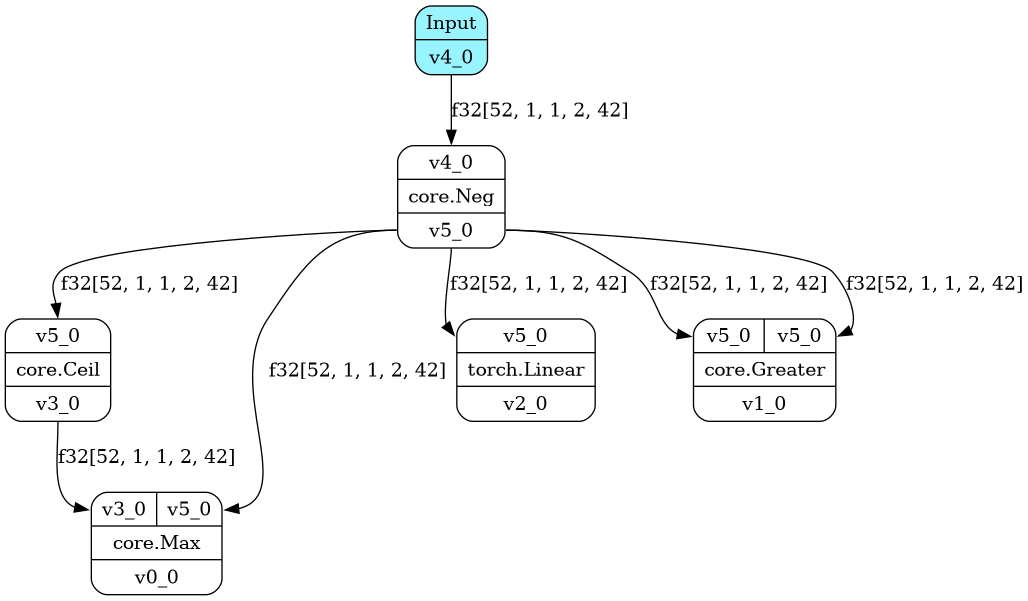 Input
v4_0
f32[52, 1, 1, 2, 42]
v4_0
core.Neg
v5_0
f32[52, 1, 1, 2, 42]
f32[52, 1, 1, 2, 42]
f32[52, 1, 1, 2, 42]
f32[52, 1, 1, 2, 42]
v5_0
core.Ceil
v3_0
f32[52, 1, 1, 2, 42]
v5_0
torch.Linear
v2_0
v5_0 v5_0
core.Greater
v1_0
f32[52, 1, 1, 2, 42]
v3_0 v5_0
core.Max
v0_0